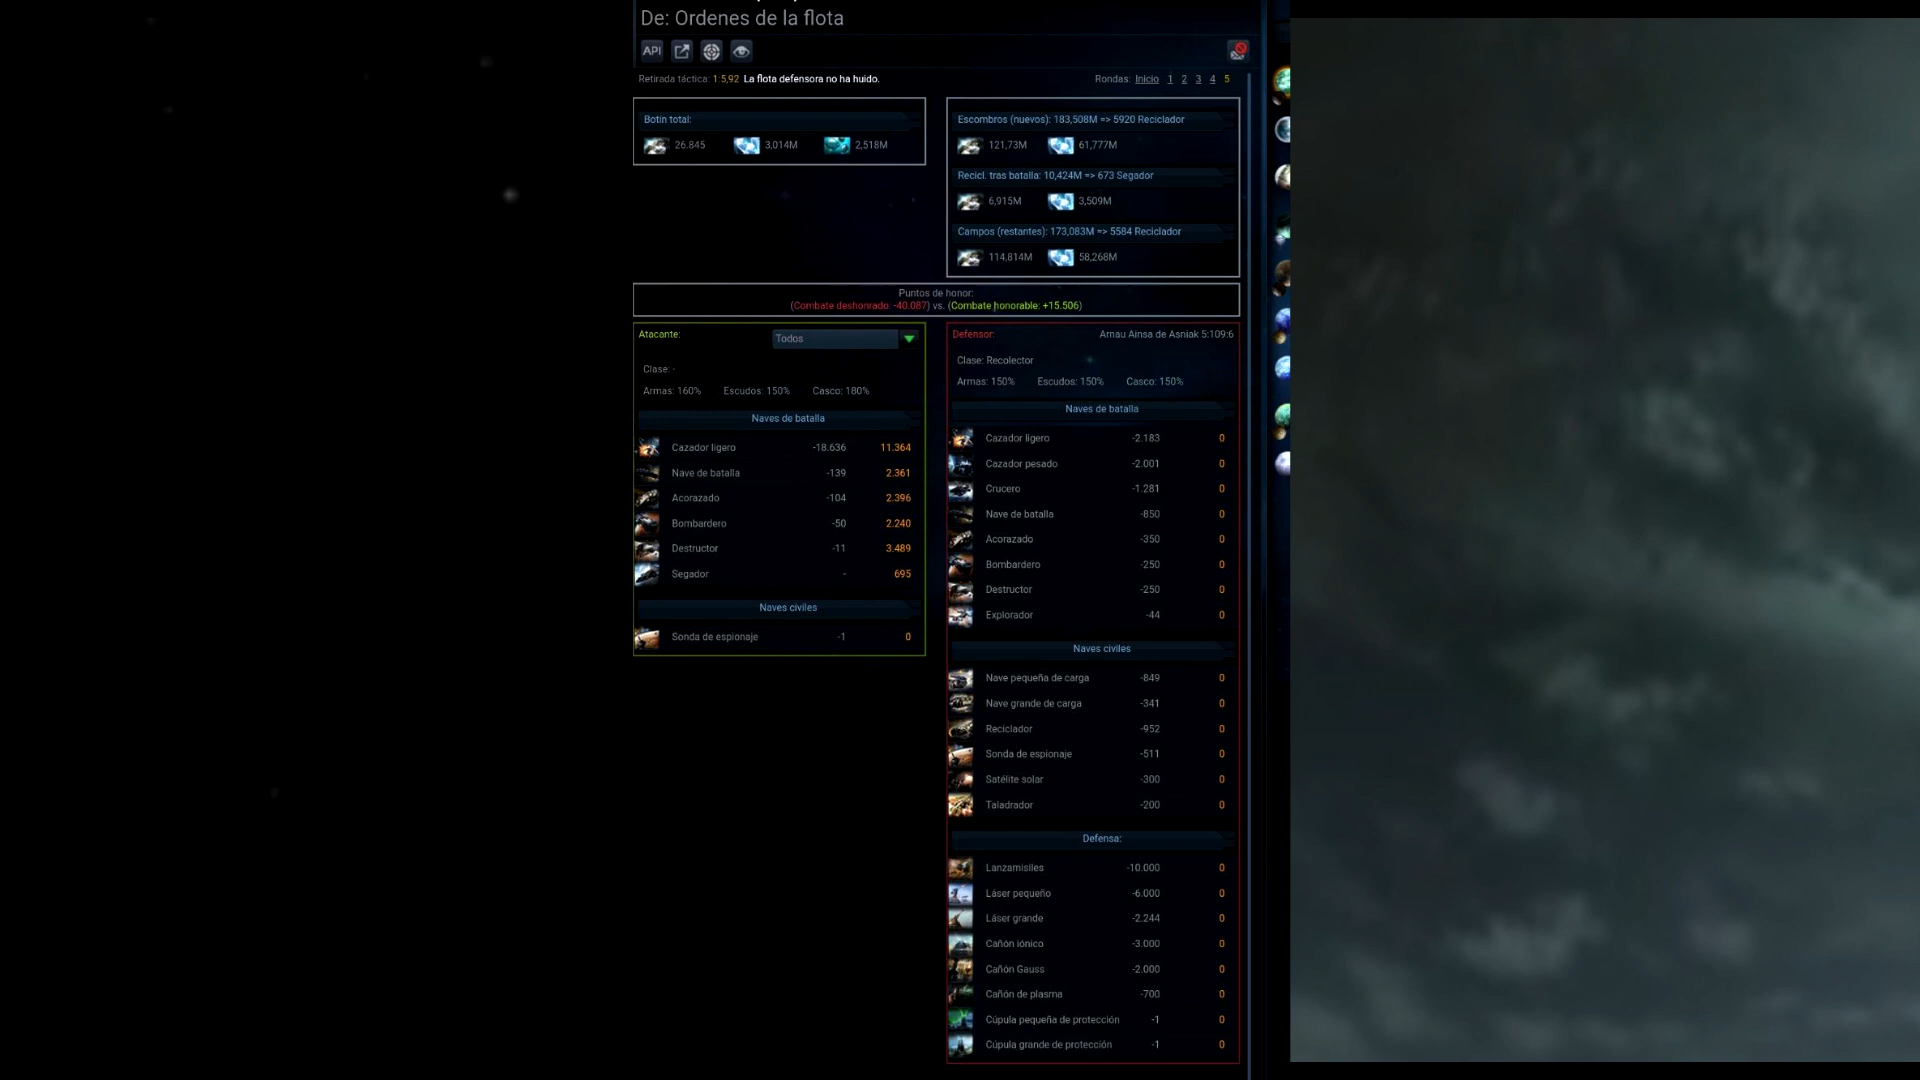 De: Ordenes de la flota
API
Retirada táctica: 1:5,92 La flota defensora no ha huido.
Rondas: Inicio 1 2 3 4 5
Botín total:
26.845 3,014M 2,518M
Escombros (nuevos): 183,508M => 5920 Reciclador
121,73M 61,777M
Recicl. tras batalla: 10,424M => 673 Segador
6,915M 3,509M
Campos (restantes): 173,083M => 5584 Reciclador
114,814M 58,268M
Puntos de honor:
(Combate deshonrado: -40.087) vs. (Combate honorable: +15.506)
Atacante: Todos
Clase: -
Armas: 160% Escudos: 150% Casco: 180%
Naves de batalla
Cazador ligero -18.636 11.364
Nave de batalla -139 2.361
Acorazado -104 2.396
Bombardero -50 2.240
Destructor -11 3.489
Segador - 695
Naves civiles
Sonda de espionaje -1 0
Defensor: Arnau Ainsa de Asniak 5:109:6
Clase: Recolector
Armas: 150% Escudos: 150% Casco: 150%
Naves de batalla
Cazador ligero -2.183 0
Cazador pesado -2.001 0
Crucero -1.281 0
Nave de batalla -850 0
Acorazado -350 0
Bombardero -250 0
Destructor -250 0
Explorador -44 0
Naves civiles
Nave pequeña de carga -849 0
Nave grande de carga -341 0
Reciclador -952 0
Sonda de espionaje -511 0
Satélite solar -300 0
Taladrador -200 0
Defensa:
Lanzamisiles -10.000 0
Láser pequeño -6.000 0
Láser grande -2.244 0
Cañón iónico -3.000 0
Cañón Gauss -2.000 0
Cañón de plasma -700 0
Cúpula pequeña de protección -1 0
Cúpula grande de protección -1 0